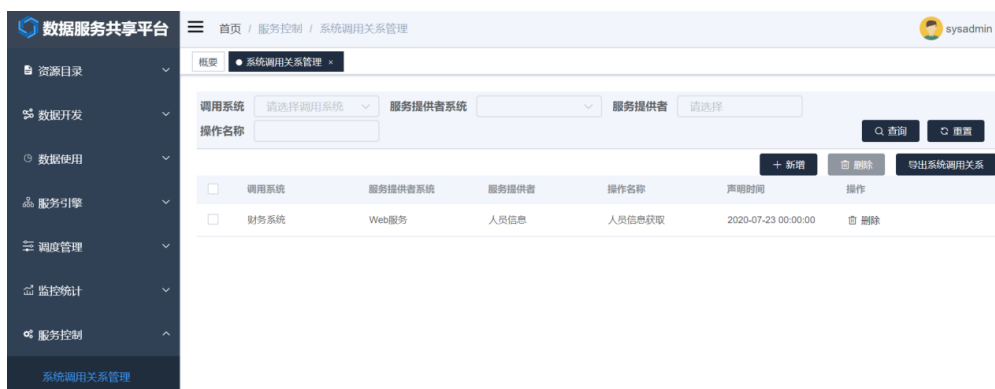 数据服务共享平台
首页 / 服务控制 / 系统调用关系管理
sysadmin
概要
系统调用关系管理 ×
资源目录
数据开发
数据使用
服务引擎
调度管理
监控统计
服务控制
系统调用关系管理
调用系统 请选择调用系统 服务提供者系统 服务提供者 请选择
操作名称
查询 重置
+ 新增 删除 导出系统调用关系
调用系统 服务提供者系统 服务提供者 操作名称 声明时间 操作
财务系统 Web服务 人员信息 人员信息获取 2020-07-23 00:00:00 删除